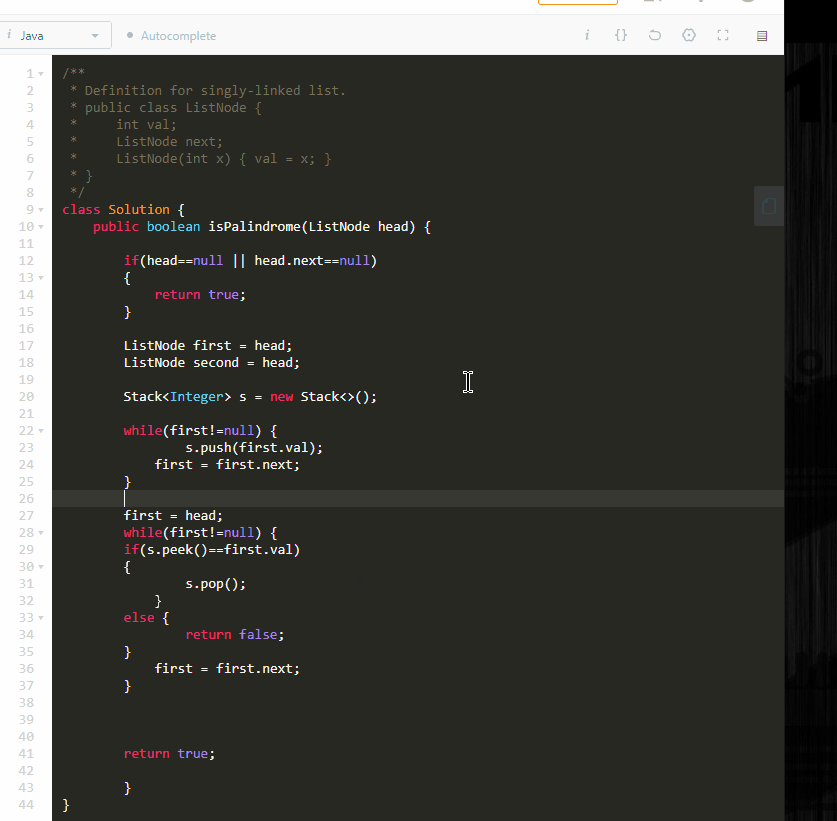 i Java Autocomplete i {}
1 /**
2  * Definition for singly-linked list.
3  * public class ListNode {
4  *     int val;
5  *     ListNode next;
6  *     ListNode(int x) { val = x; }
7  * }
8  */
9 class Solution {
10     public boolean isPalindrome(ListNode head) {
11
12         if(head==null || head.next==null)
13         {
14             return true;
15         }
16
17         ListNode first = head;
18         ListNode second = head;
19
20         Stack<Integer> s = new Stack<>();
21
22         while(first!=null) {
23                 s.push(first.val);
24             first = first.next;
25         }
26
27         first = head;
28         while(first!=null) {
29         if(s.peek()==first.val)
30         {
31                 s.pop();
32             }
33         else {
34                 return false;
35         }
36             first = first.next;
37         }
38
39
40
41         return true;
42
43         }
44 }